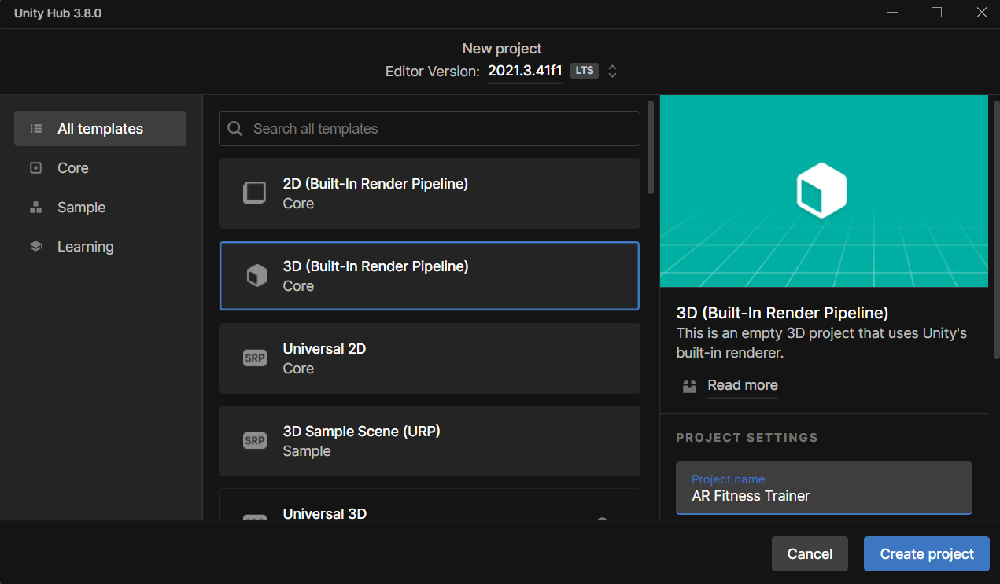 Unity Hub 3.8.0
New project
Editor Version: 2021.3.41f1 LTS
All templates
Core
Sample
Learning
Search all templates
2D (Built-In Render Pipeline)
Core
3D (Built-In Render Pipeline)
Core
SRP
Universal 2D
Core
SRP
3D Sample Scene (URP)
Sample
Universal 3D
3D (Built-In Render Pipeline)
This is an empty 3D project that uses Unity's
built-in renderer.
Read more
PROJECT SETTINGS
Project name
AR Fitness Trainer
Cancel
Create project